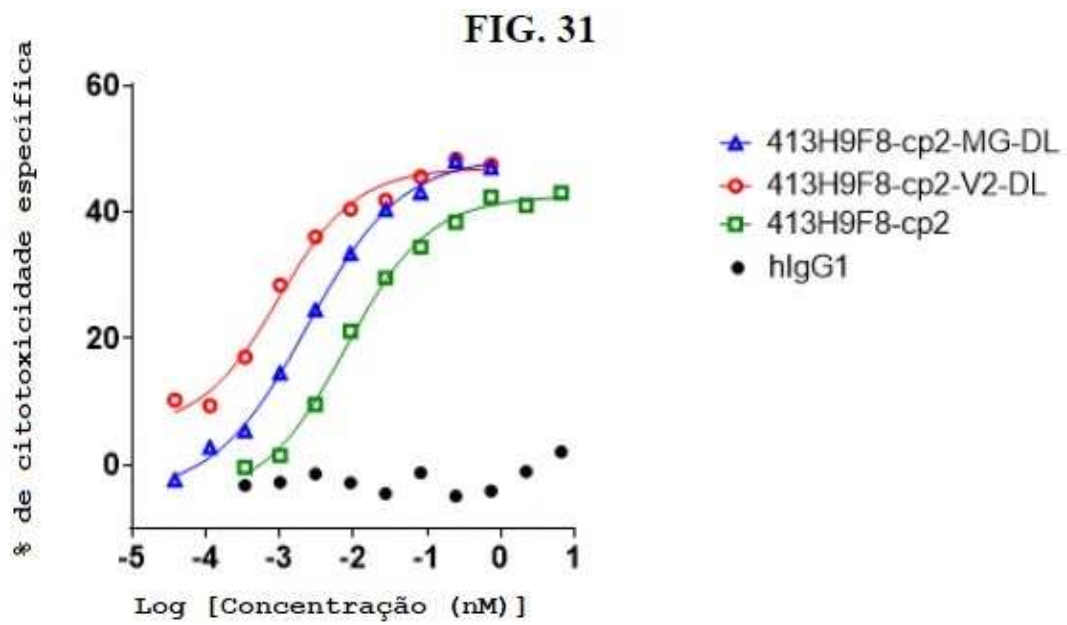 FIG. 31
% de citotoxicidade específica
60
40
20
0
-5 -4 -3 -2 -1 0 1
Log [Concentração (nM)]
413H9F8-cp2-MG-DL
413H9F8-cp2-V2-DL
413H9F8-cp2
hIgG1